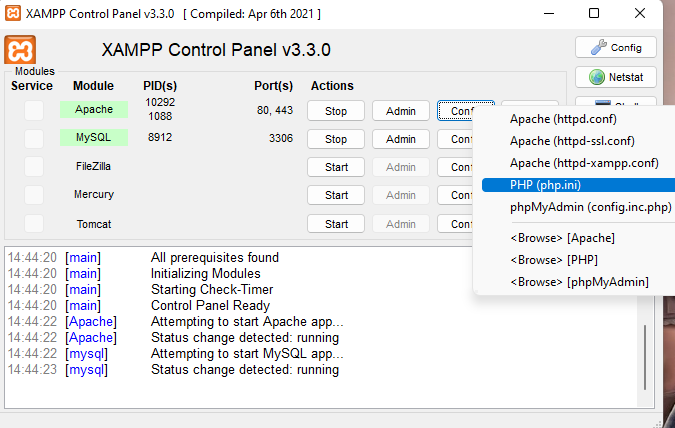 XAMPP Control Panel v3.3.0 [ Compiled: Apr 6th 2021 ]
XAMPP Control Panel v3.3.0
Config
Modules
Service Module PID(s) Port(s) Actions
Netstat
Apache 10292 1088 80, 443 Stop Admin
MySQL 8912 3306 Stop Admin
FileZilla Start Admin
Mercury Start Admin
Tomcat Start Admin
Apache (httpd.conf)
Apache (httpd-ssl.conf)
Apache (httpd-xampp.conf)
PHP (php.ini)
phpMyAdmin (config.inc.php)
<Browse> [Apache]
<Browse> [PHP]
<Browse> [phpMyAdmin]
14:44:20 [main] All prerequisites found
14:44:20 [main] Initializing Modules
14:44:20 [main] Starting Check-Timer
14:44:20 [main] Control Panel Ready
14:44:22 [Apache] Attempting to start Apache app...
14:44:22 [Apache] Status change detected: running
14:44:22 [mysql] Attempting to start MySQL app...
14:44:23 [mysql] Status change detected: running